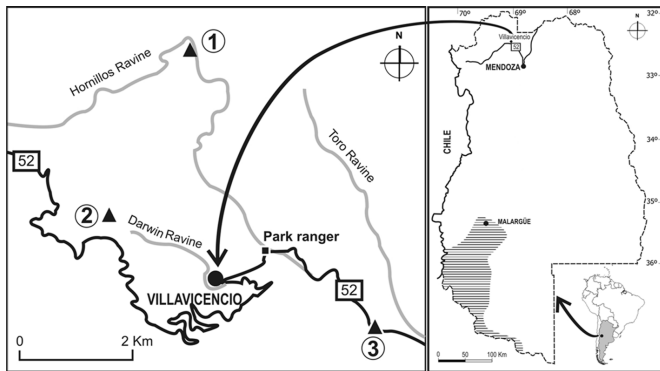 1
N
Hornillos Ravine
Toro Ravine
52
2
Darwin Ravine
Park ranger
VILLAVICENCIO
52
3
0 2 Km
70° 69° 68°
N
Villavicencio
52
32°
MENDOZA
33°
CHILE
34°
35°
MALARGÜE
36°
0 50 100 Km